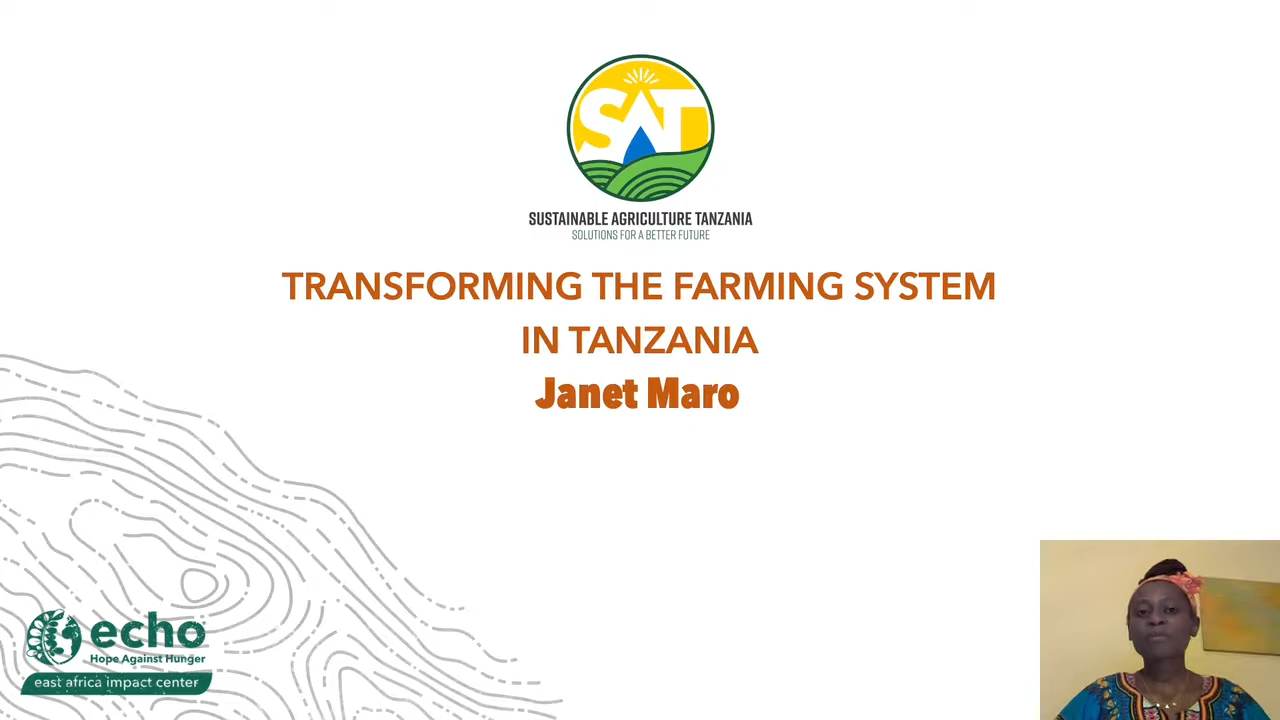 SAT
SUSTAINABLE AGRICULTURE TANZANIA
SOLUTIONS FOR A BETTER FUTURE
TRANSFORMING THE FARMING SYSTEM
IN TANZANIA
Janet Maro
echo
Hope Against Hunger
east africa impact center